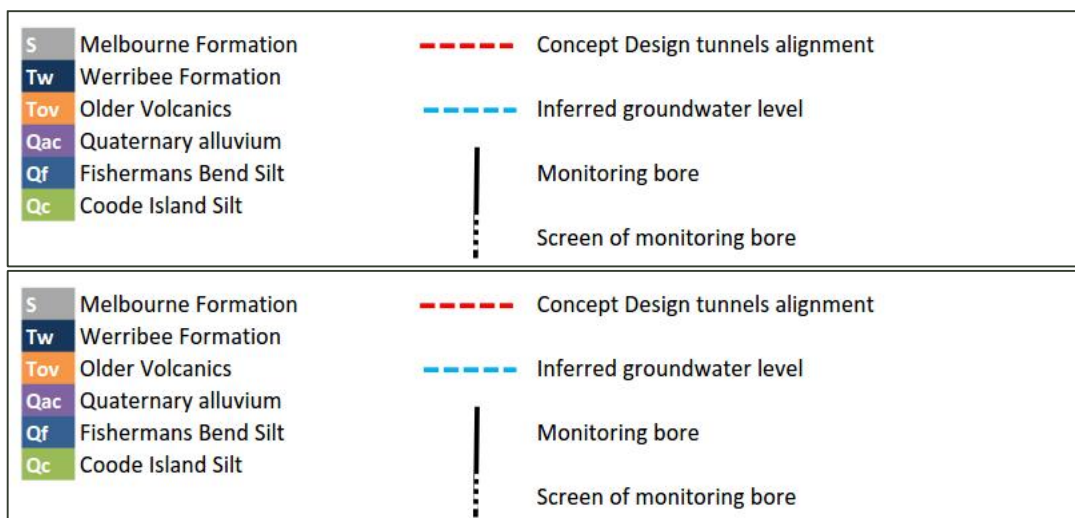 S Melbourne Formation Concept Design tunnels alignment
Tw Werribee Formation
Tov Older Volcanics Inferred groundwater level
Qac Quaternary alluvium
Qf Fishermans Bend Silt Monitoring bore
Qc Coode Island Silt
Screen of monitoring bore
S Melbourne Formation Concept Design tunnels alignment
Tw Werribee Formation
Tov Older Volcanics Inferred groundwater level
Qac Quaternary alluvium
Qf Fishermans Bend Silt Monitoring bore
Qc Coode Island Silt
Screen of monitoring bore